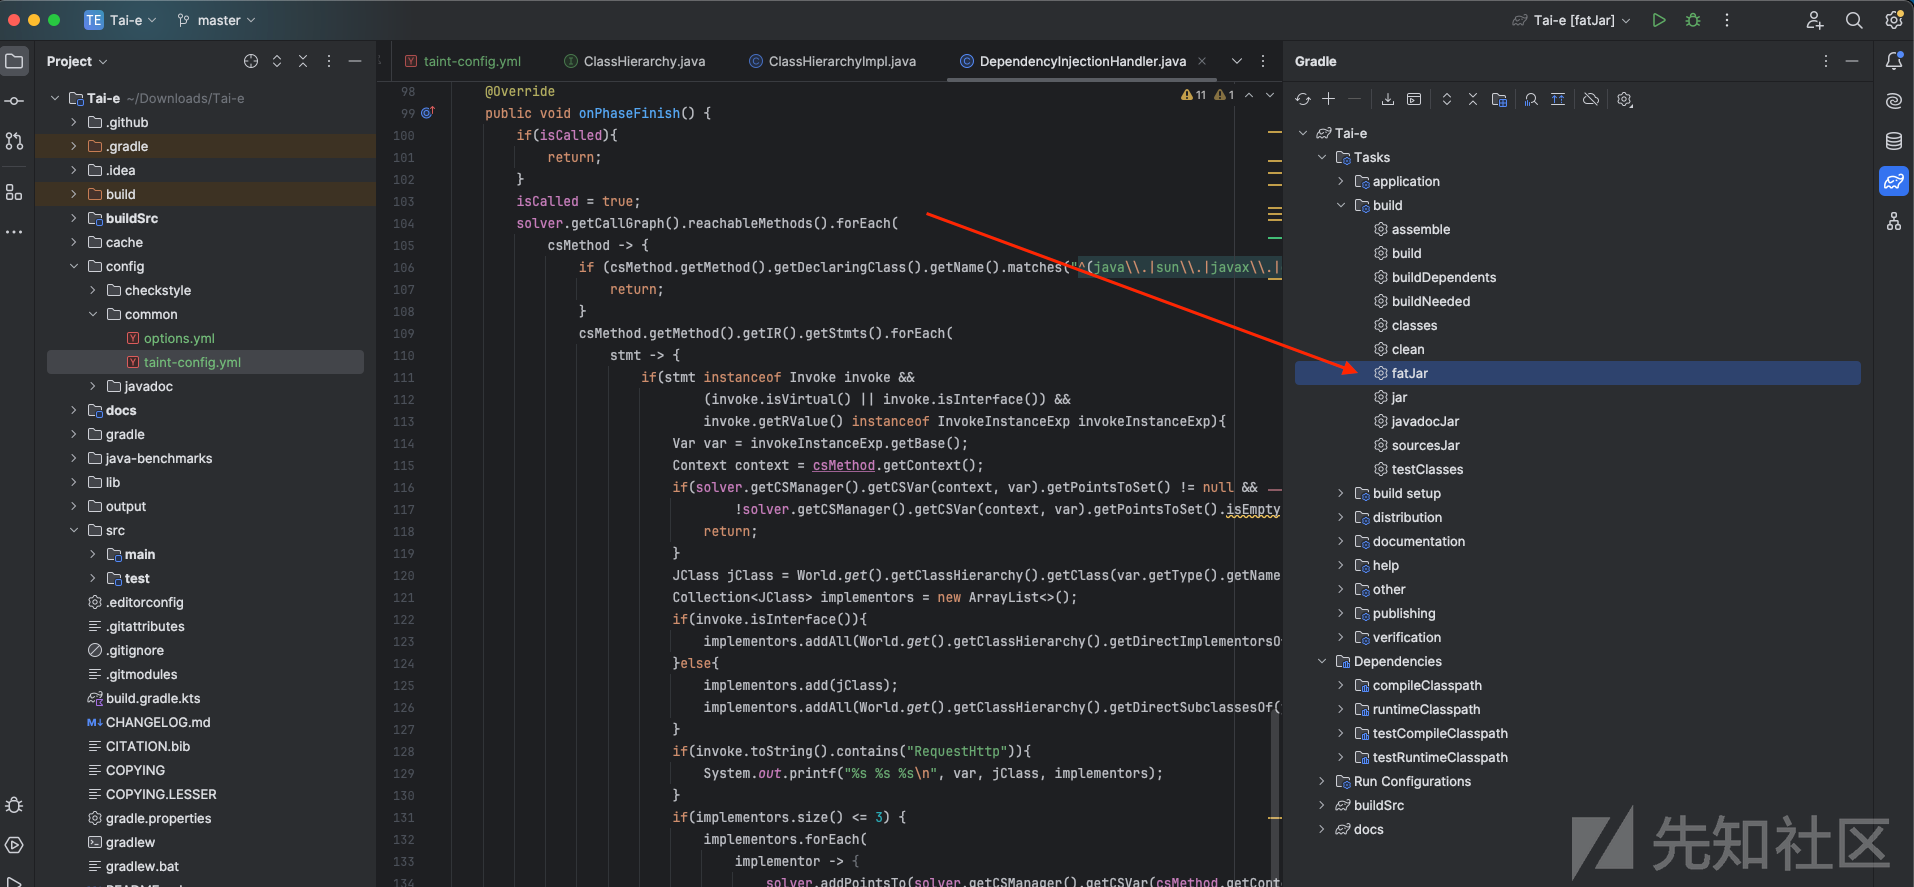 TE Tai-e master Tai-e [fatJar]
Project
Tai-e ~/Downloads/Tai-e
.github
.gradle
.idea
build
buildSrc
cache
config
checkstyle
common
options.yml
taint-config.yml
javadoc
docs
gradle
java-benchmarks
lib
output
src
main
test
.editorconfig
.gitattributes
.gitignore
.gitmodules
build.gradle.kts
M↓ CHANGELOG.md
CITATION.bib
COPYING
COPYING.LESSER
gradle.properties
gradlew
gradlew.bat
taint-config.yml ClassHierarchy.java ClassHierarchyImpl.java DependencyInjectionHandler.java
11 1
98 @Override
99 public void onPhaseFinish() {
100 if(isCalled){
101 return;
102 }
103 isCalled = true;
104 solver.getCallGraph().reachableMethods().forEach(
105 csMethod -> {
106 if (csMethod.getMethod().getDeclaringClass().getName().matches("^(java\\.|sun\\.|javax\\.|
107 return;
108 }
109 csMethod.getMethod().getIR().getStmts().forEach(
110 stmt -> {
111 if(stmt instanceof Invoke invoke &&
112 (invoke.isVirtual() || invoke.isInterface()) &&
113 invoke.getRValue() instanceof InvokeInstanceExp invokeInstanceExp){
114 Var var = invokeInstanceExp.getBase();
115 Context context = csMethod.getContext();
116 if(solver.getCSManager().getCSVar(context, var).getPointsToSet() != null &&
117 !solver.getCSManager().getCSVar(context, var).getPointsToSet().isEmpty
118 return;
119 }
120 JClass jClass = World.get().getClassHierarchy().getClass(var.getType().getName
121 Collection<JClass> implementors = new ArrayList<>();
122 if(invoke.isInterface()){
123 implementors.addAll(World.get().getClassHierarchy().getDirectImplementorsO
124 }else{
125 implementors.add(jClass);
126 implementors.addAll(World.get().getClassHierarchy().getDirectSubclassesOf(
127 }
128 if(invoke.toString().contains("RequestHttp")){
129 System.out.printf("%s %s %s\n", var, jClass, implementors);
130 }
131 if(implementors.size() <= 3) {
132 implementors.forEach(
133 implementor -> {
134 solver.addPointsTo(solver.getCSManager().getCSVar(csMethod.getCont
Gradle
Tai-e
Tasks
application
build
assemble
build
buildDependents
buildNeeded
classes
clean
fatJar
jar
javadocJar
sourcesJar
testClasses
build setup
distribution
documentation
help
other
publishing
verification
Dependencies
compileClasspath
runtimeClasspath
testCompileClasspath
testRuntimeClasspath
Run Configurations
buildSrc
docs
先知社区